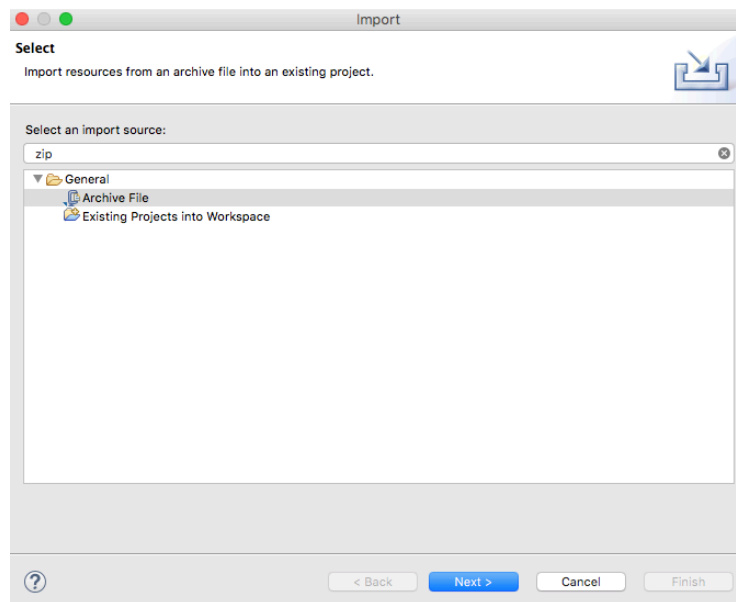 Import
Select
Import resources from an archive file into an existing project.
Select an import source:
zip
General
Archive File
Existing Projects into Workspace
?
< Back
Next >
Cancel
Finish